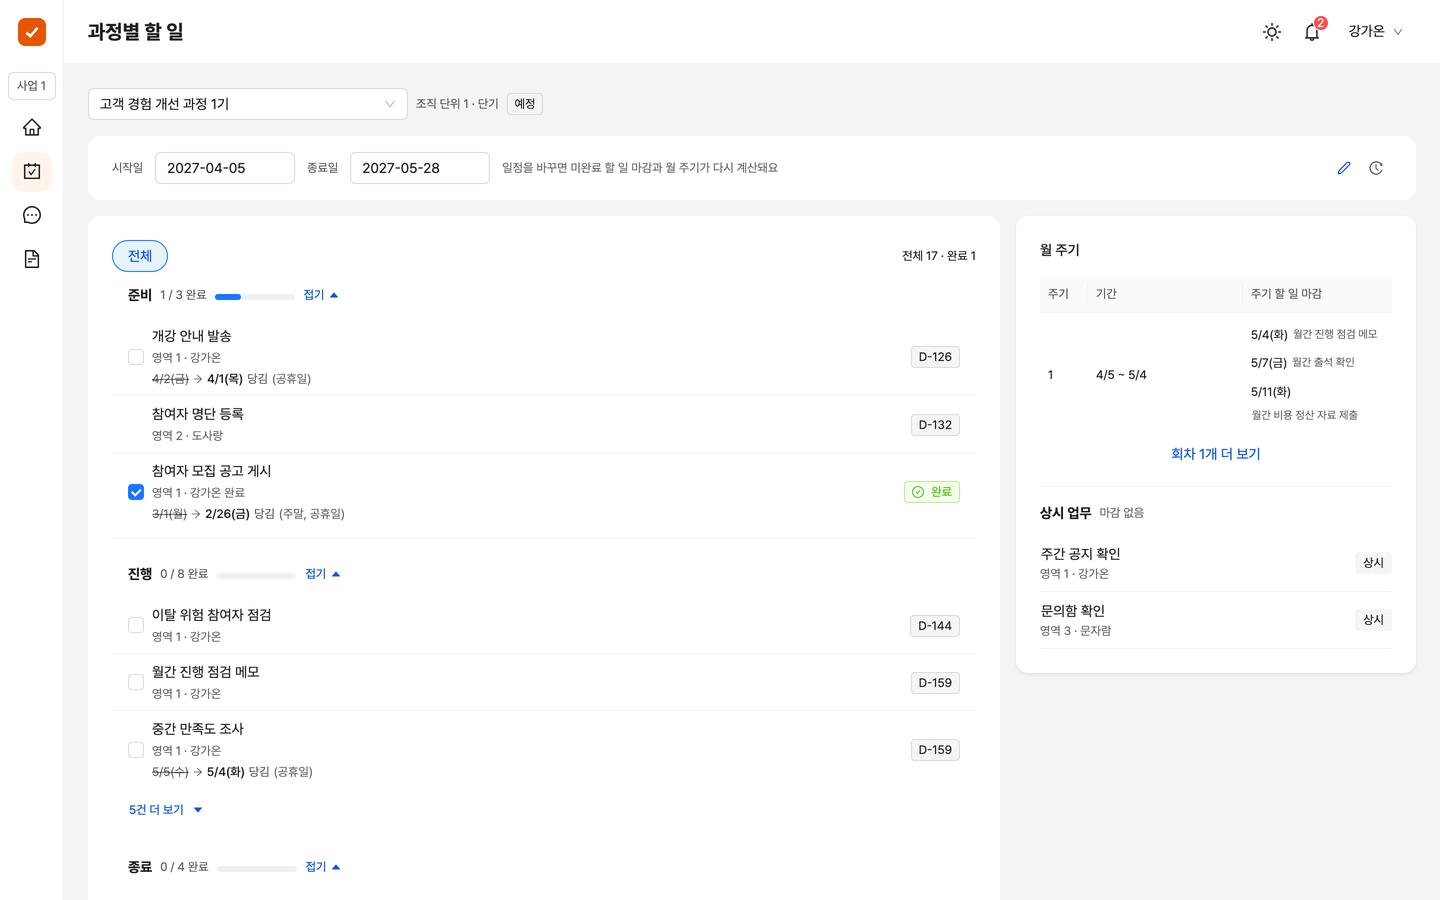 과정별 할 일
2
강가온
사업 1
고객 경험 개선 과정 1기
조직 단위 1 · 단기
예정
시작일
2027-04-05
종료일
2027-05-28
일정을 바꾸면 미완료 할 일 마감과 월 주기가 다시 계산돼요
전체
전체 17 · 완료 1
준비 1 / 3 완료 접기
개강 안내 발송
영역 1 · 강가온
4/2(금) → 4/1(목) 당김 (공휴일)
D-126
참여자 명단 등록
영역 2 · 도사랑
D-132
참여자 모집 공고 게시
영역 1 · 강가온 완료
3/1(월) → 2/26(금) 당김 (주말, 공휴일)
완료
진행 0 / 8 완료 접기
이탈 위험 참여자 점검
영역 1 · 강가온
D-144
월간 진행 점검 메모
영역 1 · 강가온
D-159
중간 만족도 조사
영역 1 · 강가온
5/5(수) → 5/4(화) 당김 (공휴일)
D-159
5건 더 보기
종료 0 / 4 완료 접기
월 주기
주기 기간 주기 할 일 마감
1 4/5 ~ 5/4
5/4(화) 월간 진행 점검 메모
5/7(금) 월간 출석 확인
5/11(화)
월간 비용 정산 자료 제출
회차 1개 더 보기
상시 업무 마감 없음
주간 공지 확인
영역 1 · 강가온
상시
문의함 확인
영역 3 · 문자람
상시